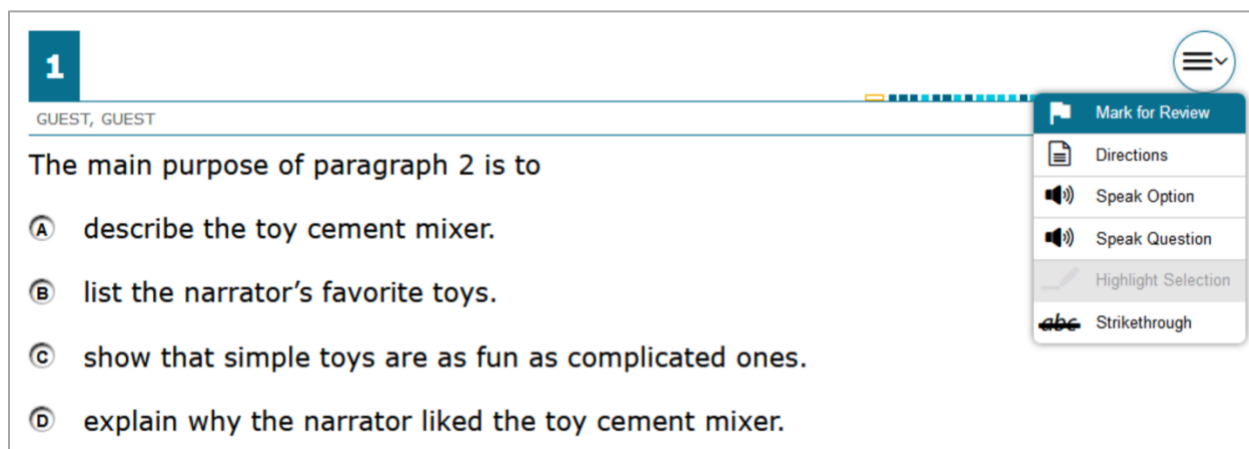 1
GUEST, GUEST
The main purpose of paragraph 2 is to
A describe the toy cement mixer.
B list the narrator’s favorite toys.
C show that simple toys are as fun as complicated ones.
D explain why the narrator liked the toy cement mixer.
Mark for Review
Directions
Speak Option
Speak Question
Highlight Selection
abc Strikethrough